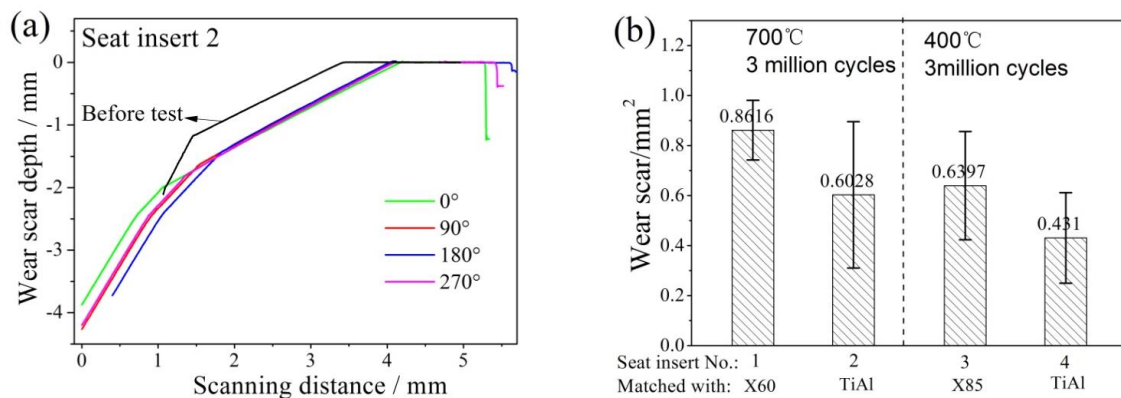 (a)
Seat insert 2
Before test
0°
90°
180°
270°
Wear scar depth / mm
0
-1
-2
-3
-4
0 1 2 3 4 5
Scanning distance / mm
(b)
700℃
3 million cycles
400℃
3million cycles
Wear scar/mm²
1.2
1.0
0.8
0.6
0.4
0.2
0.0
0.8616
0.6028
0.6397
0.431
Seat insert No.: 1 2 3 4
Matched with: X60 TiAl X85 TiAl